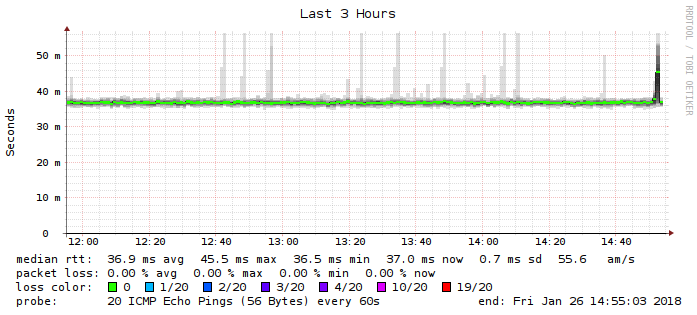 Last 3 Hours
RRDTOOL / TOBI OETIKER
Seconds
50 m
40 m
30 m
20 m
10 m
0
12:00 12:20 12:40 13:00 13:20 13:40 14:00 14:20 14:40
median rtt: 36.9 ms avg 45.5 ms max 36.5 ms min 37.0 ms now 0.7 ms sd 55.6 am/s
packet loss: 0.00 % avg 0.00 % max 0.00 % min 0.00 % now
loss color: 0 1/20 2/20 3/20 4/20 10/20 19/20
probe: 20 ICMP Echo Pings (56 Bytes) every 60s end: Fri Jan 26 14:55:03 2018